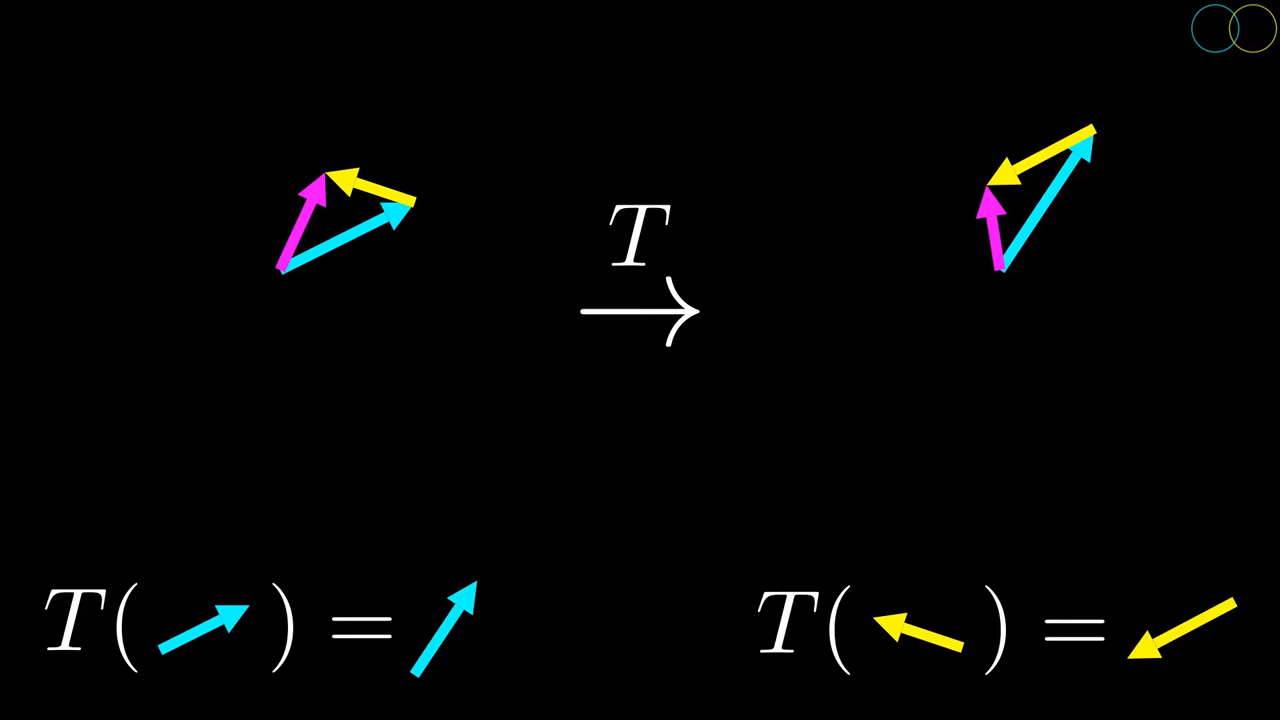 T
T( ) =
T( ) =